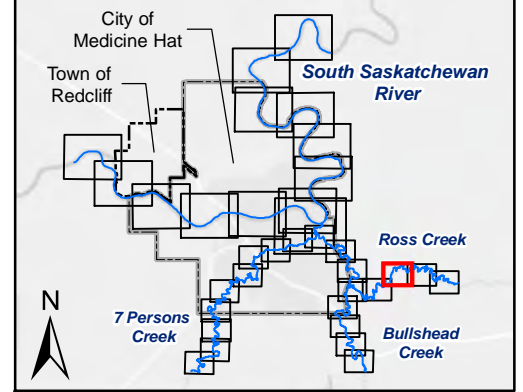 City of
Medicine Hat
Town of
Redcliff
South Saskatchewan
River
Ross Creek
N
7 Persons
Creek
Bullshead
Creek